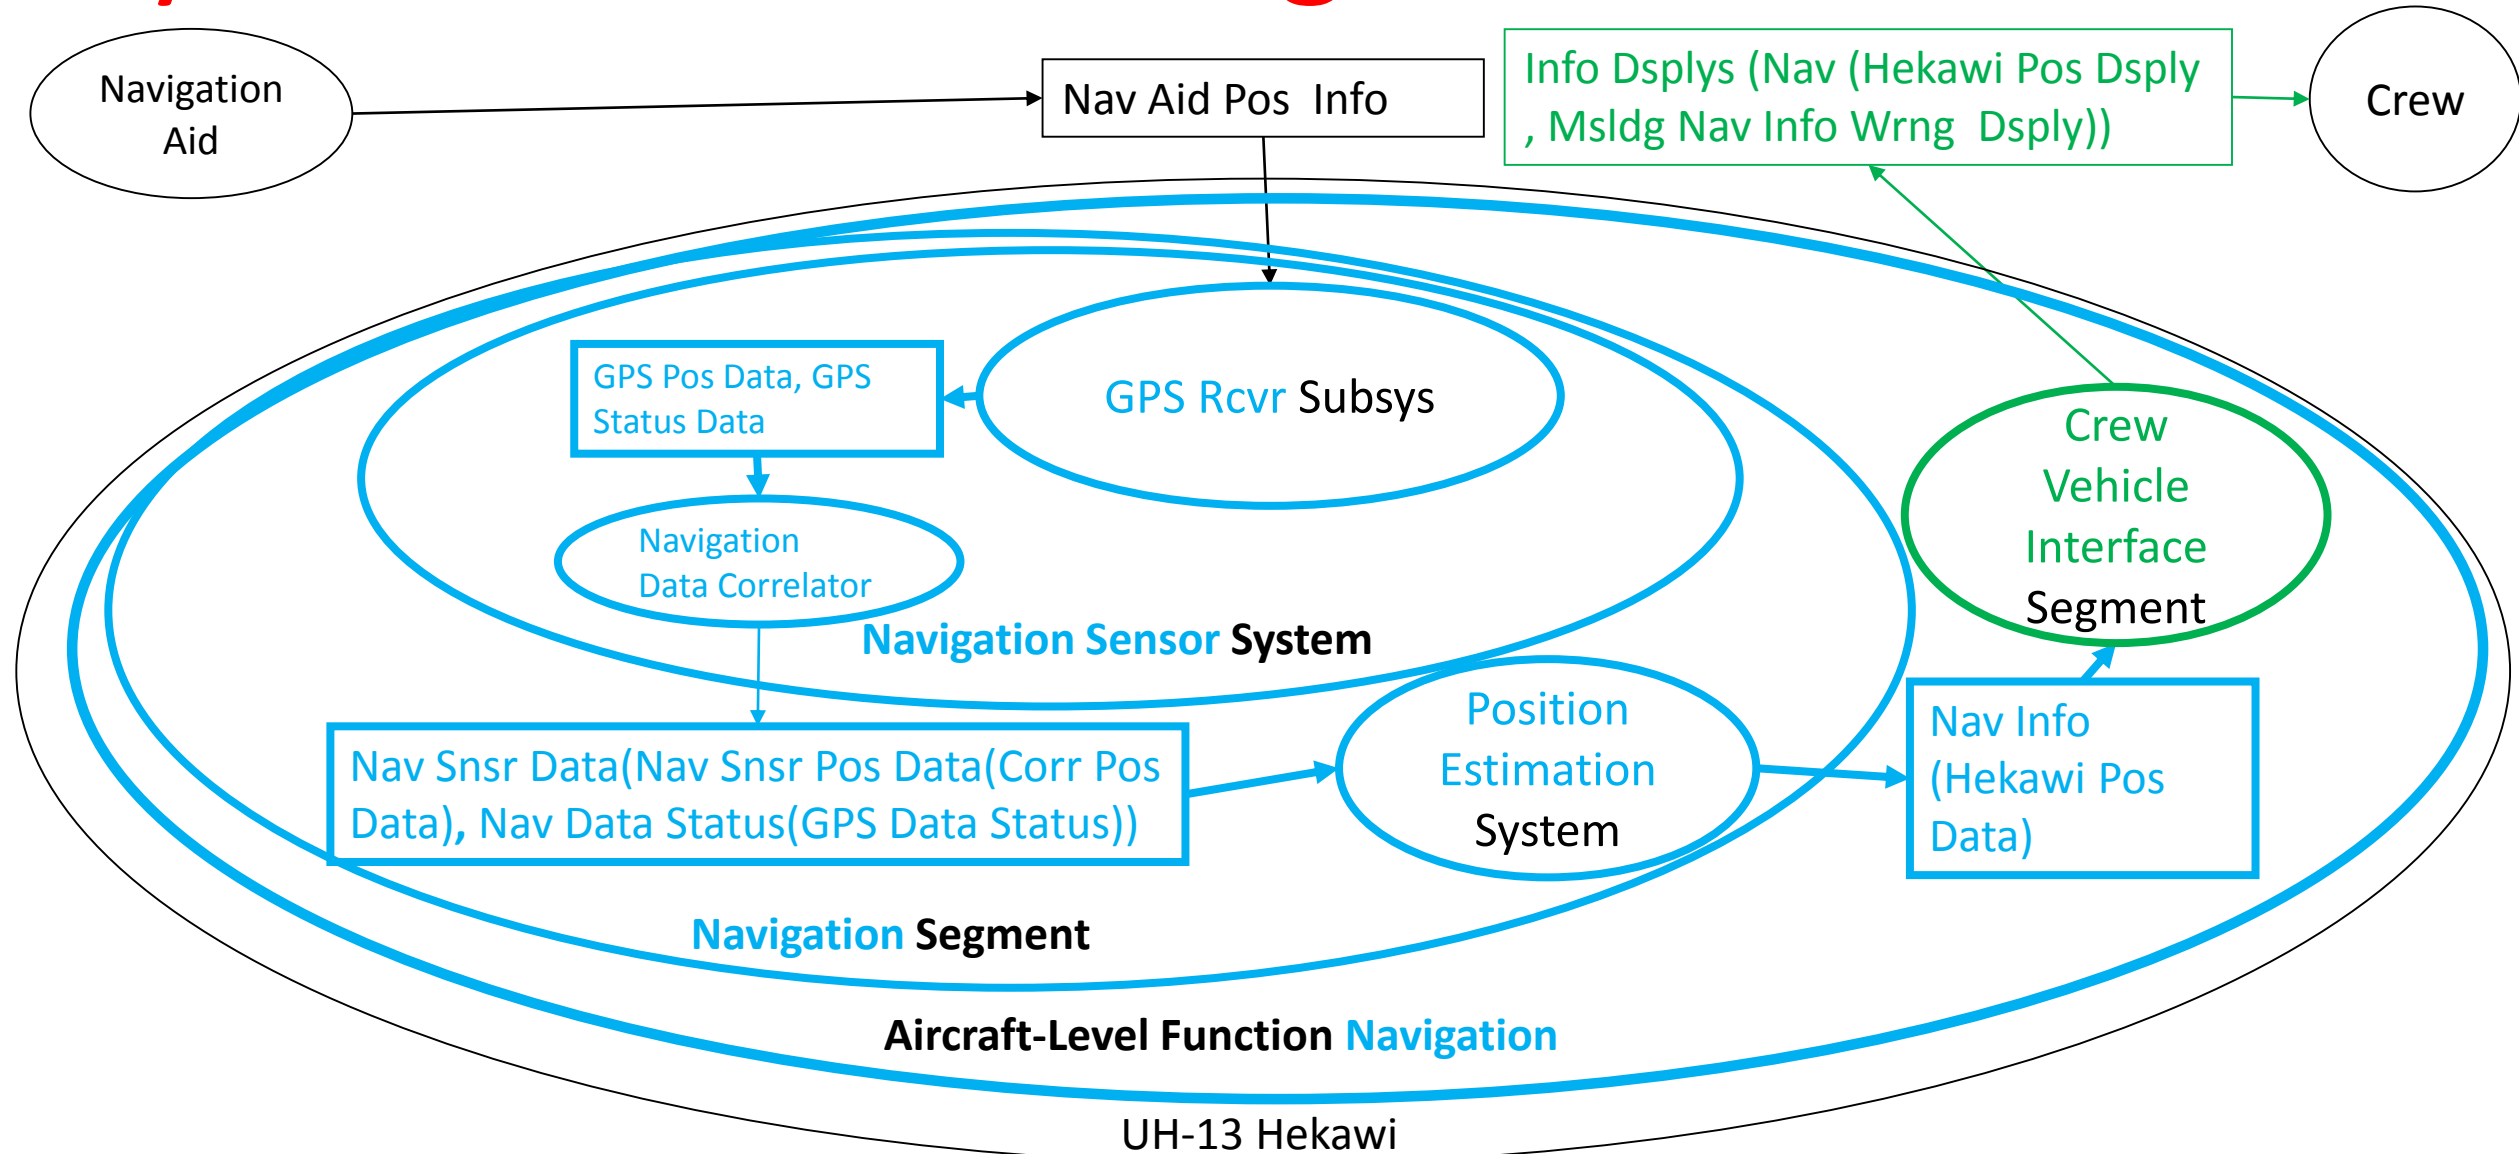 Navigation
Aid
Nav Aid Pos  Info
Info Dsplys (Nav (Hekawi Pos Dsply
, Msldg Nav Info Wrng  Dsply))
Crew
GPS Pos Data, GPS
Status Data
GPS Rcvr Subsys
Navigation
Data Correlator
Navigation Sensor System
Crew
Vehicle
Interface
Segment
Nav Snsr Data(Nav Snsr Pos Data(Corr Pos
Data), Nav Data Status(GPS Data Status))
Position
Estimation
System
Nav Info
(Hekawi Pos
Data)
Navigation Segment
Aircraft-Level Function Navigation
UH-13 Hekawi